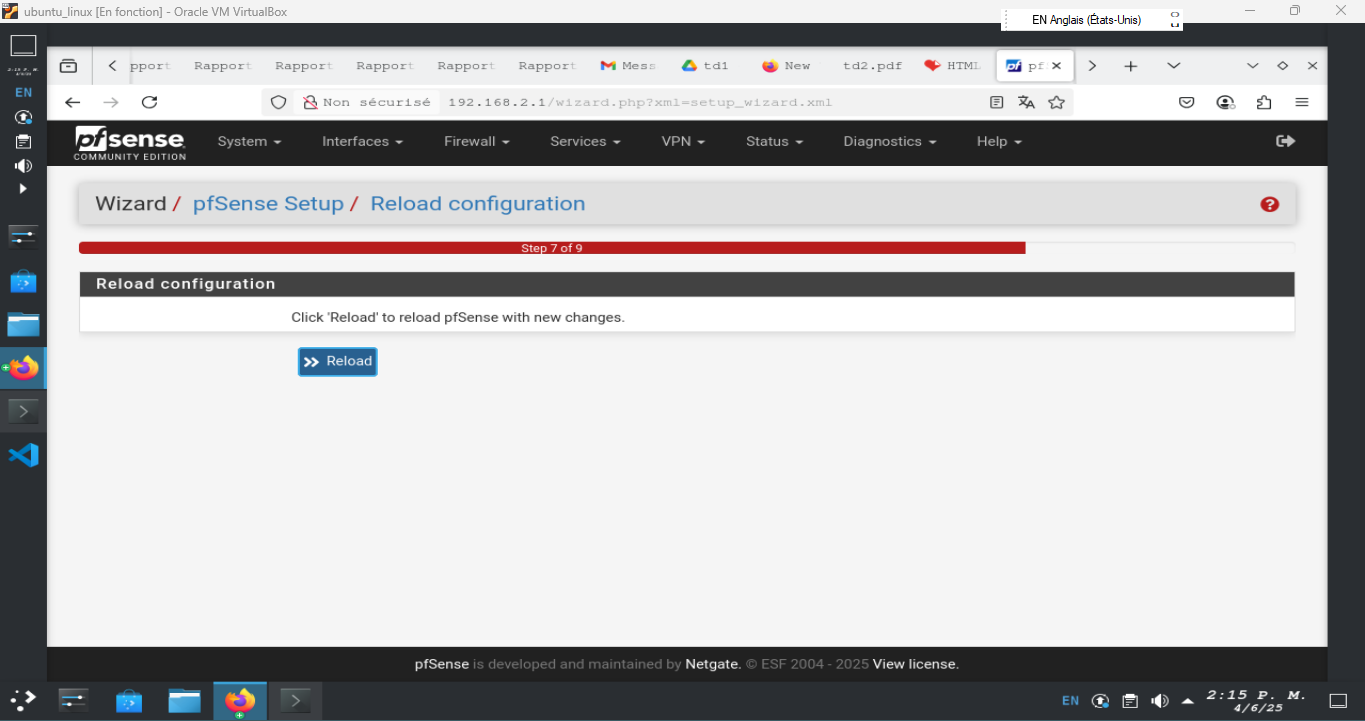 ubuntu_linux [En fonction] - Oracle VM VirtualBox
EN Anglais (États-Unis)
pport Rapport Rapport Rapport Rapport Rapport Mess td1 New td2.pdf HTML pf
EN
Non sécurisé 192.168.2.1/wizard.php?xml=setup_wizard.xml
pfsense
COMMUNITY EDITION
System Interfaces Firewall Services VPN Status Diagnostics Help
Wizard / pfSense Setup / Reload configuration
Step 7 of 9
Reload configuration
Click 'Reload' to reload pfSense with new changes.
Reload
pfSense is developed and maintained by Netgate. © ESF 2004 - 2025 View license.
EN
2:15 P. M.
4/6/25